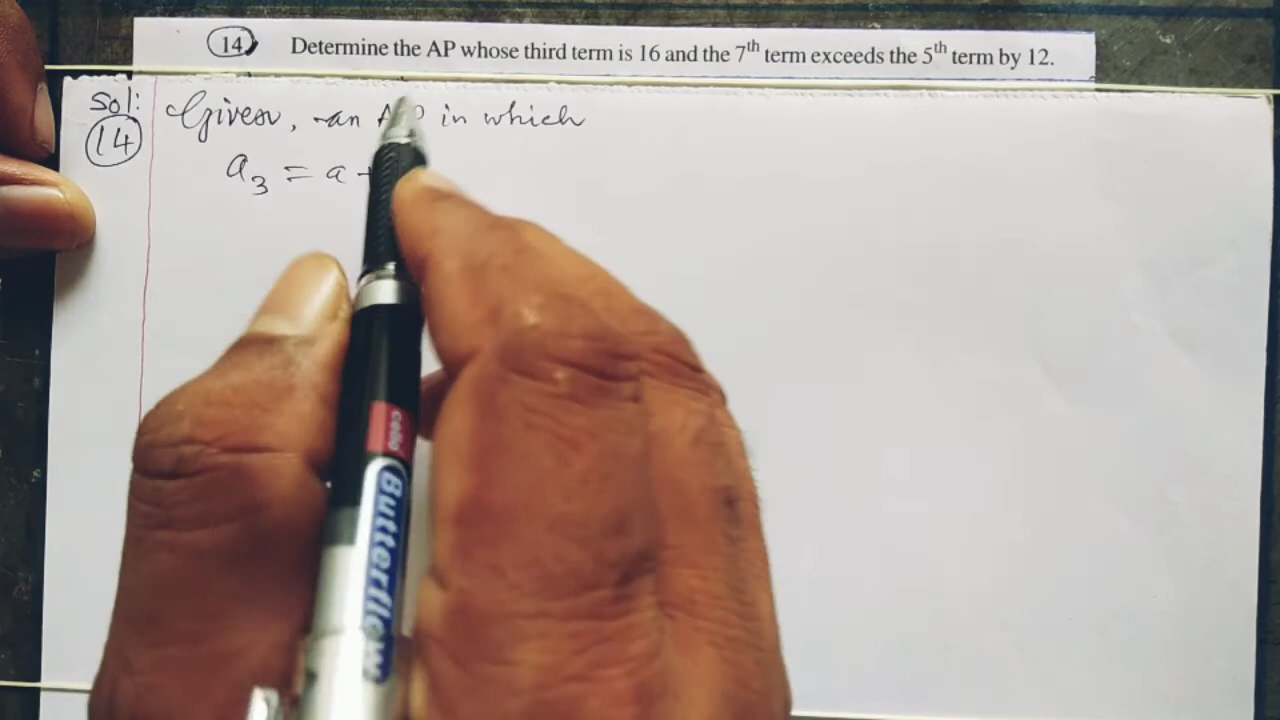 14 Determine the AP whose third term is 16 and the 7th term exceeds the 5th term by 12.
Sol: Given, an AP in which
14
a3 = a +
cello
Butterflow